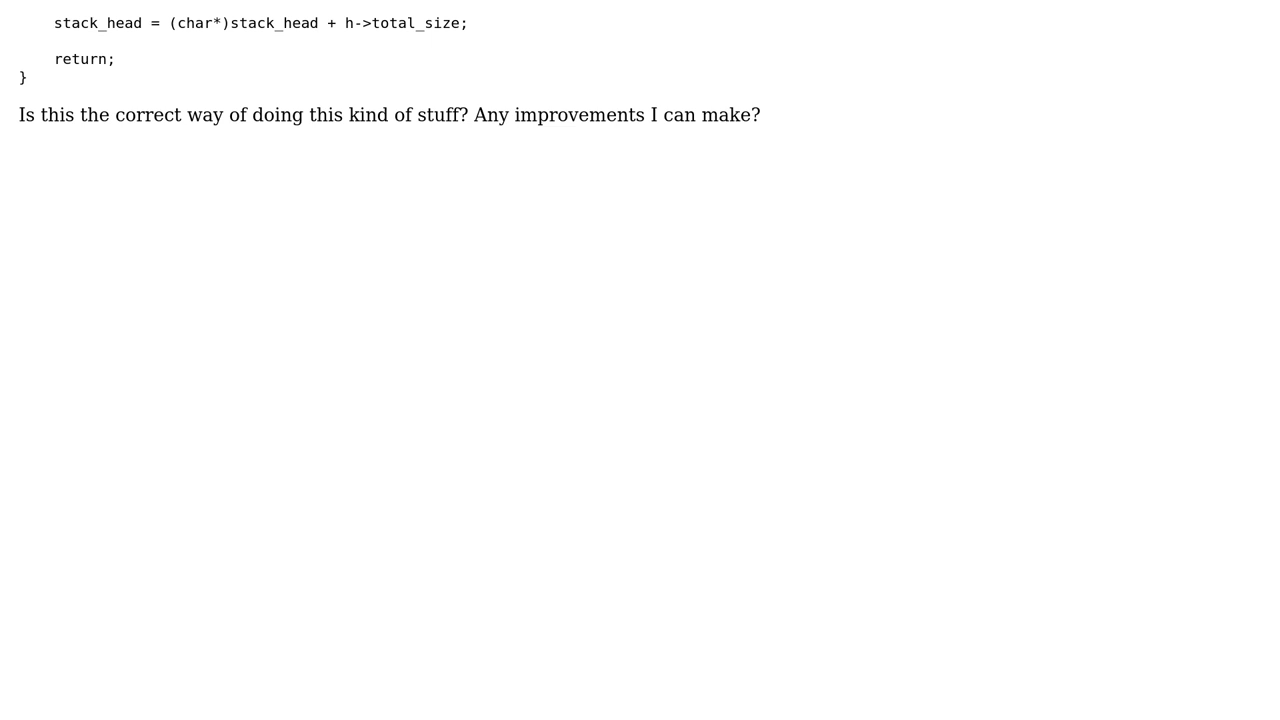 stack_head = (char*)stack_head + h->total_size;

    return;
}
Is this the correct way of doing this kind of stuff? Any improvements I can make?